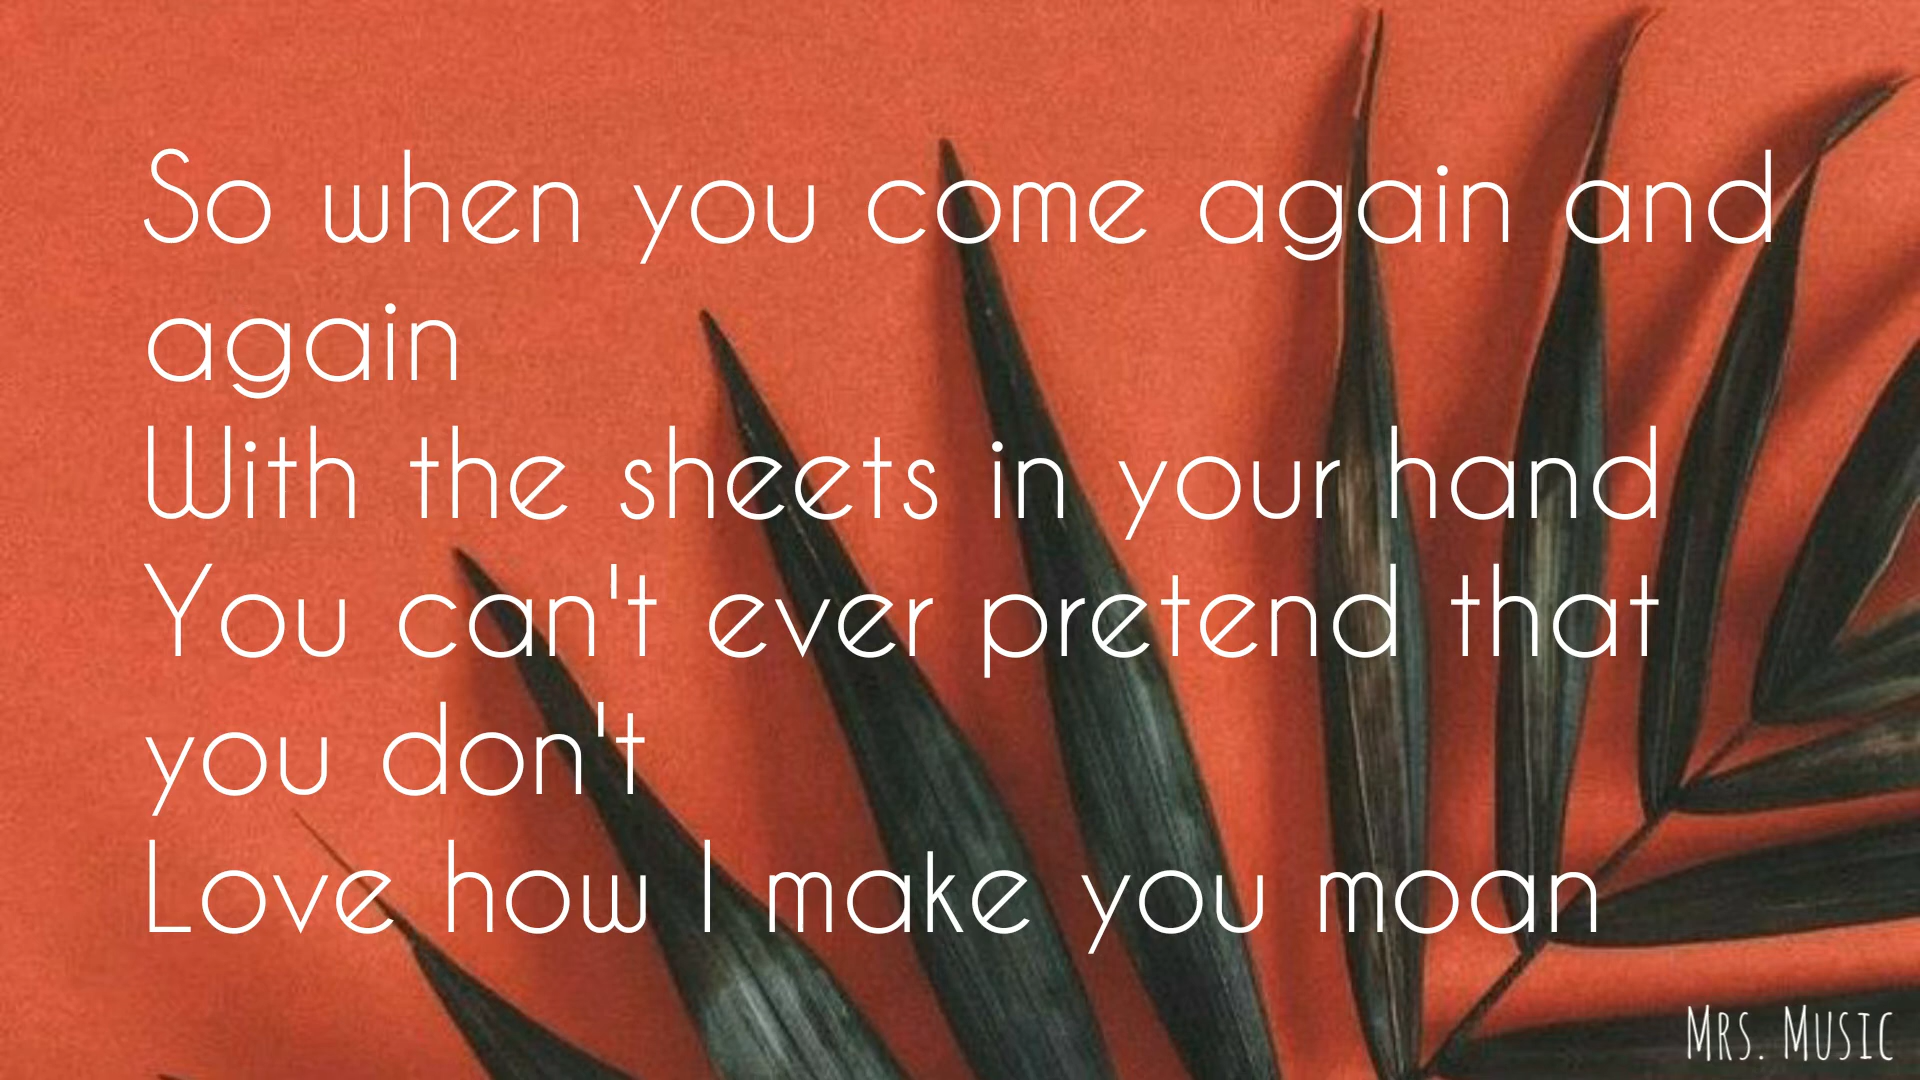 So when you come again and
again
With the sheets in your hand
You can't ever pretend that
you don't
Love how I make you moan
Mrs. Music